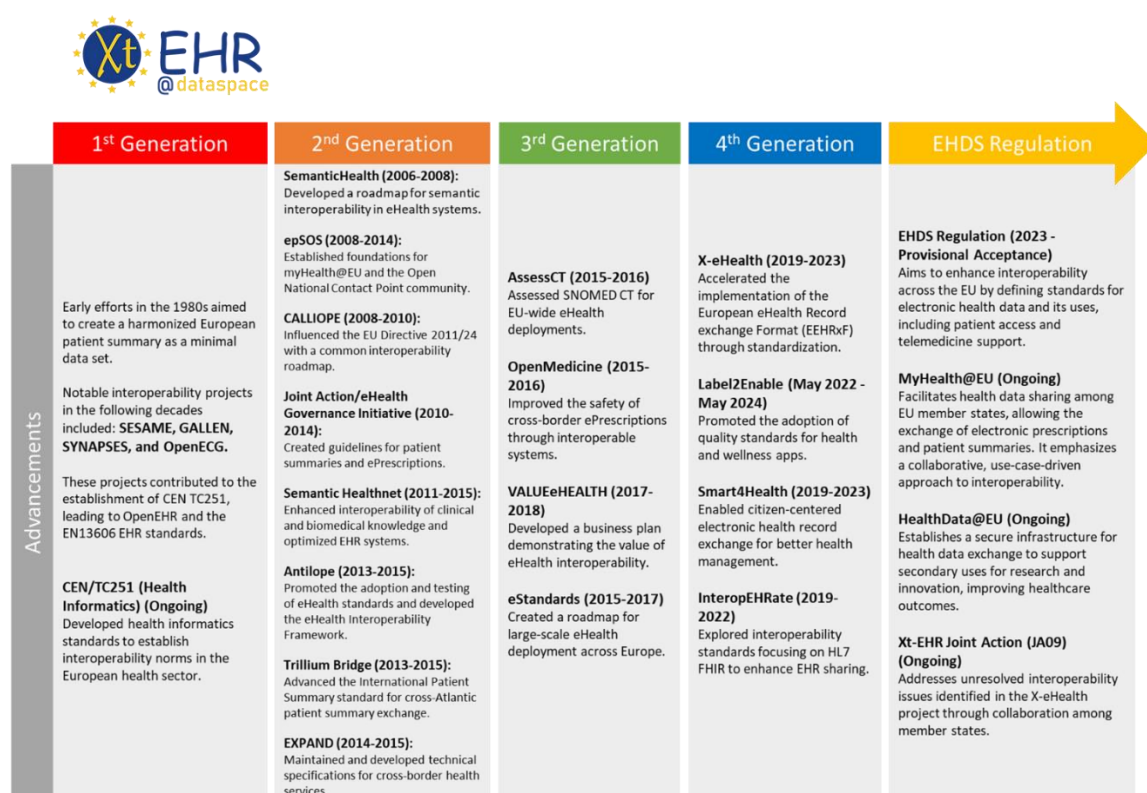 Xt EHR
@dataspace
1st Generation
2nd Generation
3rd Generation
4th Generation
EHDS Regulation
Advancements
Early efforts in the 1980s aimed
to create a harmonized European
patient summary as a minimal
data set.
Notable interoperability projects
in the following decades
included: SESAME, GALLEN,
SYNAPSES, and OpenECG.
These projects contributed to the
establishment of CEN TC251,
leading to OpenEHR and the
EN13606 EHR standards.
CEN/TC251 (Health
Informatics) (Ongoing)
Developed health informatics
standards to establish
interoperability norms in the
European health sector.
SemanticHealth (2006-2008):
Developed a roadmap for semantic
interoperability in eHealth systems.
epSOS (2008-2014):
Established foundations for
myHealth@EU and the Open
National Contact Point community.
CALLIOPE (2008-2010):
Influenced the EU Directive 2011/24
with a common interoperability
roadmap.
Joint Action/eHealth
Governance Initiative (2010-
2014):
Created guidelines for patient
summaries and ePrescriptions.
Semantic Healthnet (2011-2015):
Enhanced interoperability of clinical
and biomedical knowledge and
optimized EHR systems.
Antilope (2013-2015):
Promoted the adoption and testing
of eHealth standards and developed
the eHealth Interoperability
Framework.
Trillium Bridge (2013-2015):
Advanced the International Patient
Summary standard for cross-Atlantic
patient summary exchange.
EXPAND (2014-2015):
Maintained and developed technical
specifications for cross-border health
services.
AssessCT (2015-2016)
Assessed SNOMED CT for
EU-wide eHealth
deployments.
OpenMedicine (2015-
2016)
Improved the safety of
cross-border ePrescriptions
through interoperable
systems.
VALUEeHEALTH (2017-
2018)
Developed a business plan
demonstrating the value of
eHealth interoperability.
eStandards (2015-2017)
Created a roadmap for
large-scale eHealth
deployment across Europe.
X-eHealth (2019-2023)
Accelerated the
implementation of the
European eHealth Record
exchange Format (EEHRxF)
through standardization.
Label2Enable (May 2022 -
May 2024)
Promoted the adoption of
quality standards for health
and wellness apps.
Smart4Health (2019-2023)
Enabled citizen-centered
electronic health record
exchange for better health
management.
InteropEHRate (2019-
2022)
Explored interoperability
standards focusing on HL7
FHIR to enhance EHR sharing.
EHDS Regulation (2023 -
Provisional Acceptance)
Aims to enhance interoperability
across the EU by defining standards for
electronic health data and its uses,
including patient access and
telemedicine support.
MyHealth@EU (Ongoing)
Facilitates health data sharing among
EU member states, allowing the
exchange of electronic prescriptions
and patient summaries. It emphasizes
a collaborative, use-case-driven
approach to interoperability.
HealthData@EU (Ongoing)
Establishes a secure infrastructure for
health data exchange to support
secondary uses for research and
innovation, improving healthcare
outcomes.
Xt-EHR Joint Action (JA09)
(Ongoing)
Addresses unresolved interoperability
issues identified in the X-eHealth
project through collaboration among
member states.